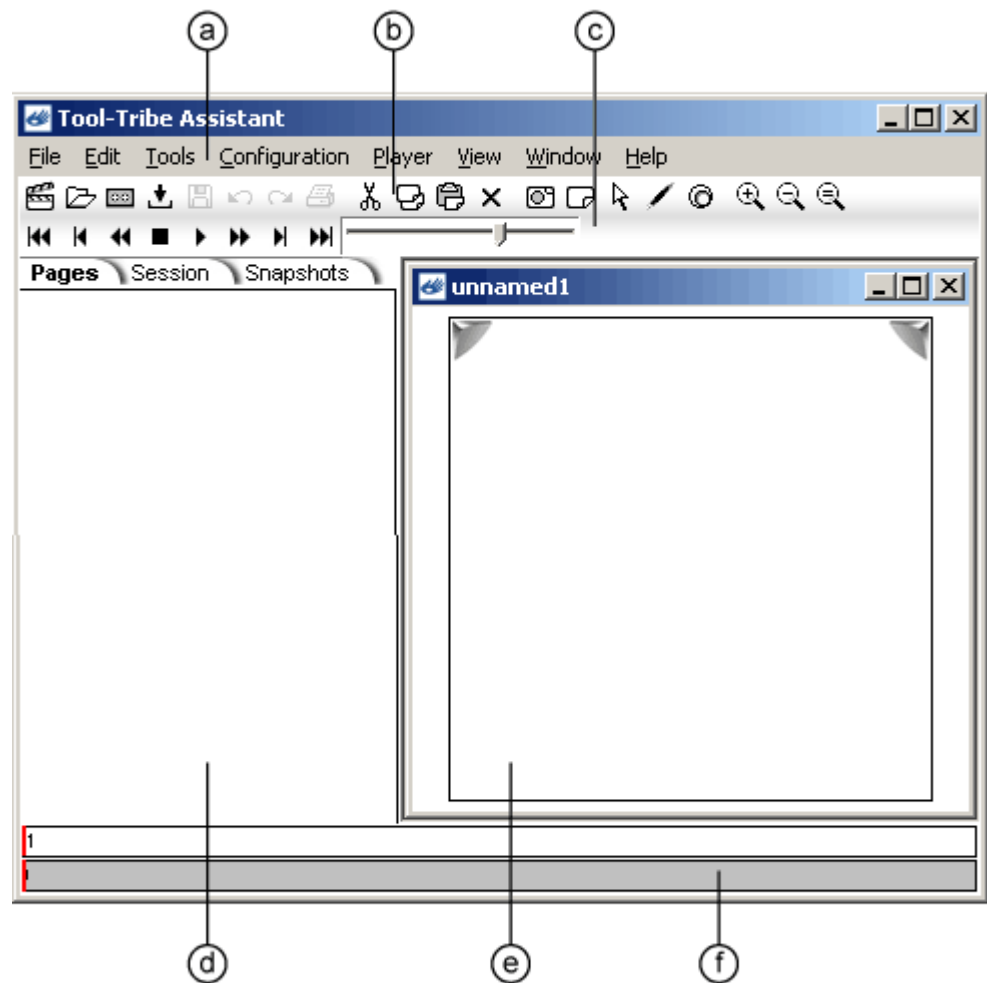 a b c
Tool-Tribe Assistant
File Edit Tools Configuration Player View Window Help
Pages Session Snapshots
unnamed1
1
d e f